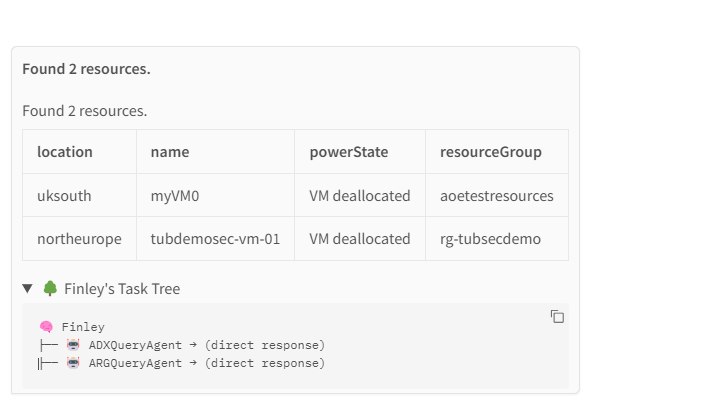 Found 2 resources.
Found 2 resources.
location name powerState resourceGroup
uksouth myVM0 VM deallocated aoetestresources
northeurope tubdemosec-vm-01 VM deallocated rg-tubsecdemo
▼ 🌳 Finley's Task Tree
🧠 Finley
├── 🤖 ADXQueryAgent → (direct response)
├── 🤖 ARGQueryAgent → (direct response)